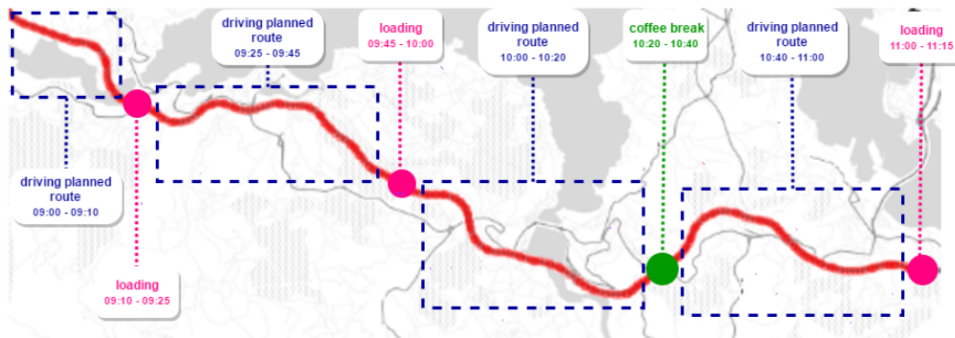 driving planned
route
09:25 - 09:45
loading
09:45 - 10:00
driving planned
route
10:00 - 10:20
coffee break
10:20 - 10:40
driving planned
route
10:40 - 11:00
loading
11:00 - 11:15
driving planned
route
09:00 - 09:10
loading
09:10 - 09:25